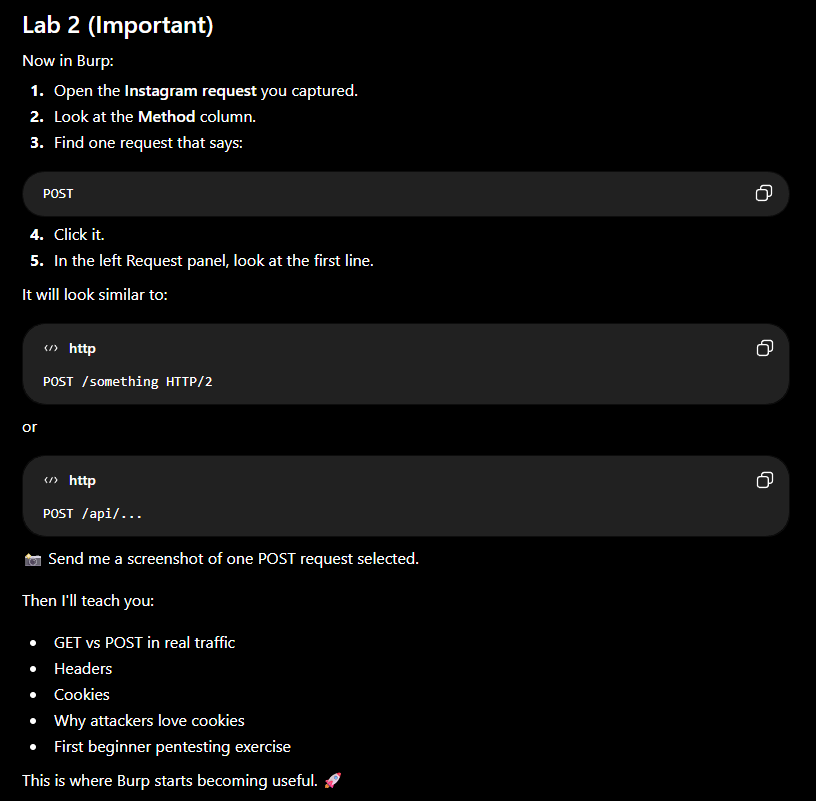 Lab 2 (Important)
Now in Burp:
1. Open the Instagram request you captured.
2. Look at the Method column.
3. Find one request that says:
POST
4. Click it.
5. In the left Request panel, look at the first line.
It will look similar to:
http
POST /something HTTP/2
or
http
POST /api/...
📸 Send me a screenshot of one POST request selected.
Then I'll teach you:
• GET vs POST in real traffic
• Headers
• Cookies
• Why attackers love cookies
• First beginner pentesting exercise
This is where Burp starts becoming useful. 🚀